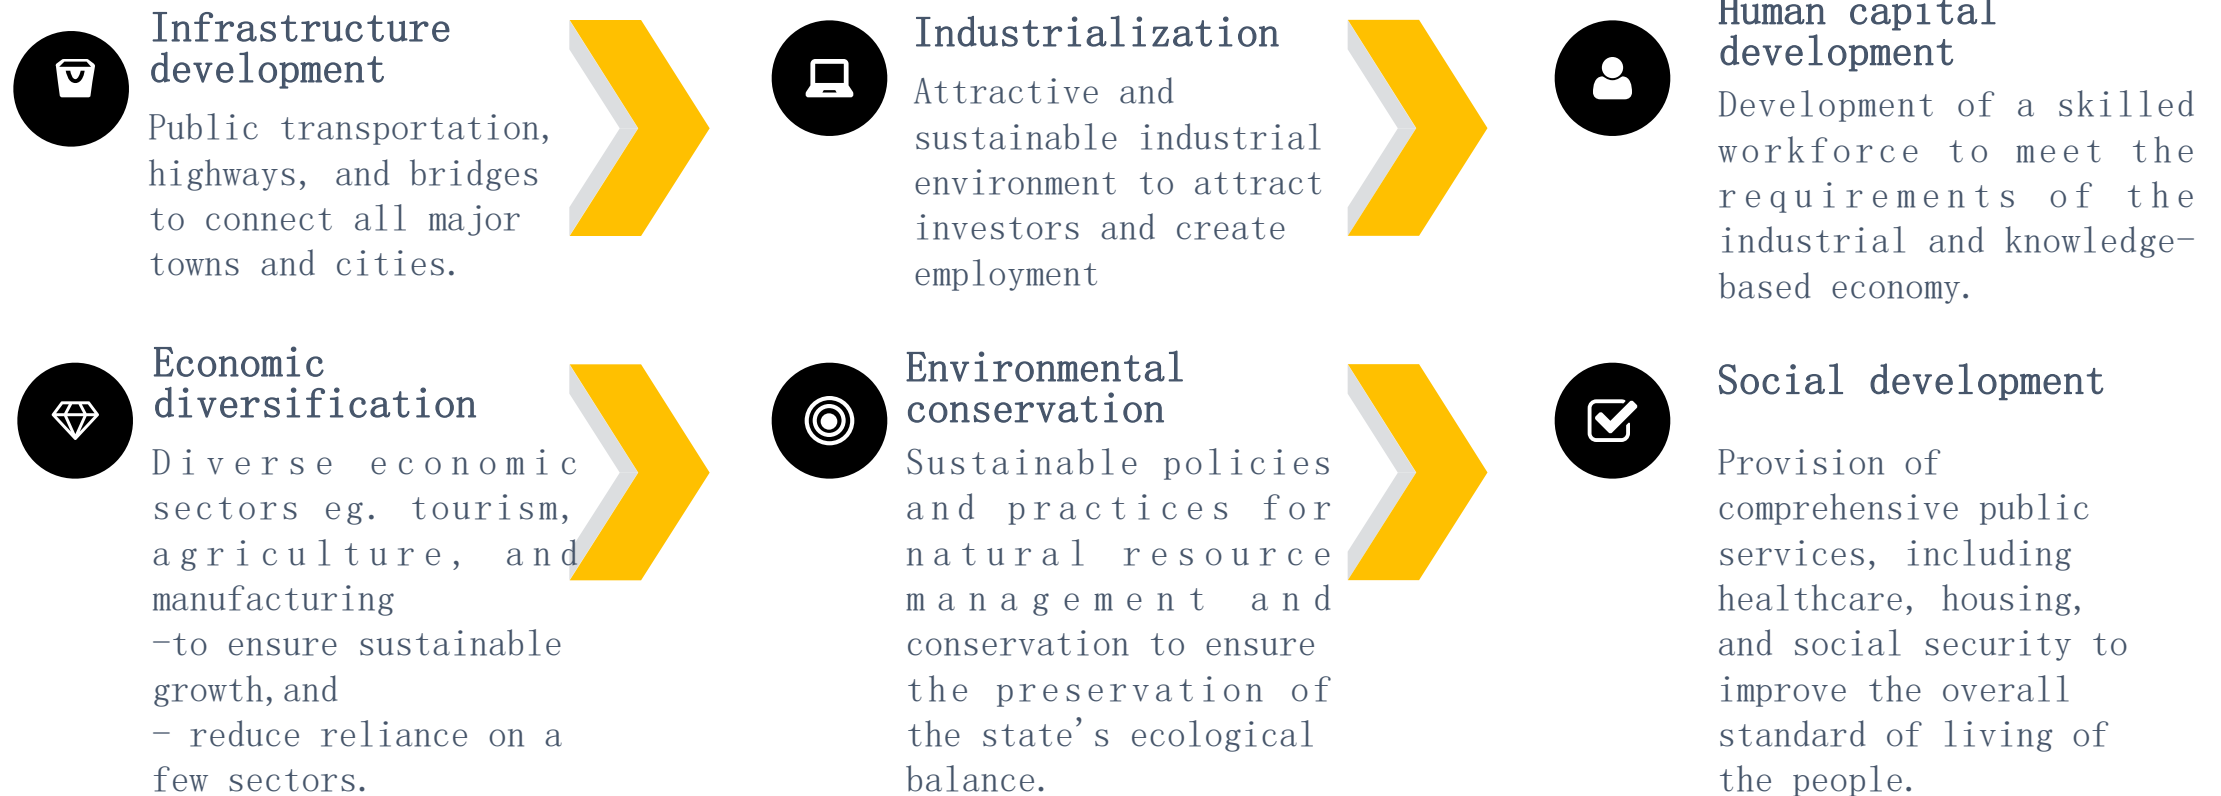 Infrastructure
development
Public transportation,
highways, and bridges
to connect all major
towns and cities.
Industrialization
Attractive and
sustainable industrial
environment to attract
investors and create
employment
Human capital
development
Development of a skilled
workforce to meet the
requirements of the
industrial and knowledge-
based economy.
Economic
diversification
Diverse economic
sectors eg. tourism,
agriculture, and
manufacturing
-to ensure sustainable
growth,and
- reduce reliance on a
few sectors.
Environmental
conservation
Sustainable policies
and practices for
natural resource
management and
conservation to ensure
the preservation of
the state's ecological
balance.
Social development
Provision of
comprehensive public
services, including
healthcare, housing,
and social security to
improve the overall
standard of living of
the people.